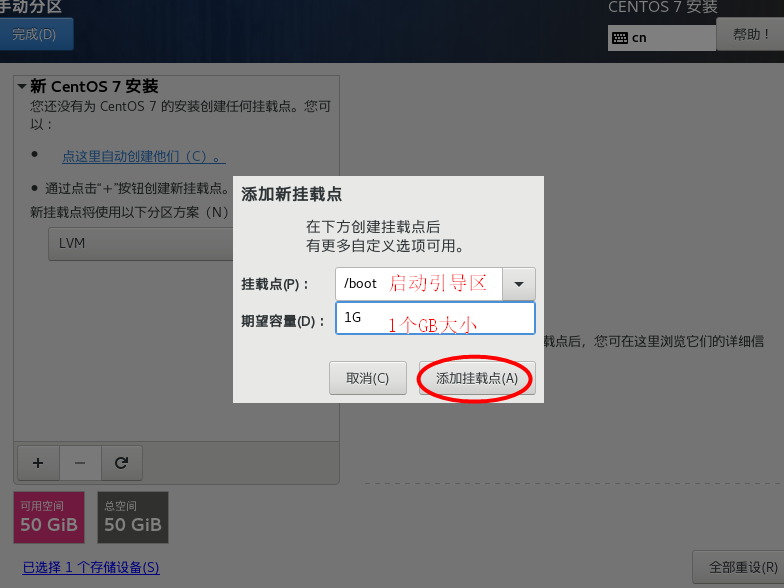 手动分区
CENTOS 7 安装
完成(D)
cn
帮助！
新 CentOS 7 安装
您还没有为 CentOS 7 的安装创建任何挂载点。您可
以：
点这里自动创建他们（C）。
通过点击“+”按钮创建新挂载点。
新挂载点将使用以下分区方案（N）
LVM
添加新挂载点
在下方创建挂载点后
有更多自定义选项可用。
挂载点(P)：
/boot 启动引导区
期望容量(D)：
1G 1个GB大小
取消(C)
添加挂载点(A)
载点后，您可在这里浏览它们的详细信
可用空间
50 GiB
总空间
50 GiB
已选择 1 个存储设备(S)
全部重设(R)